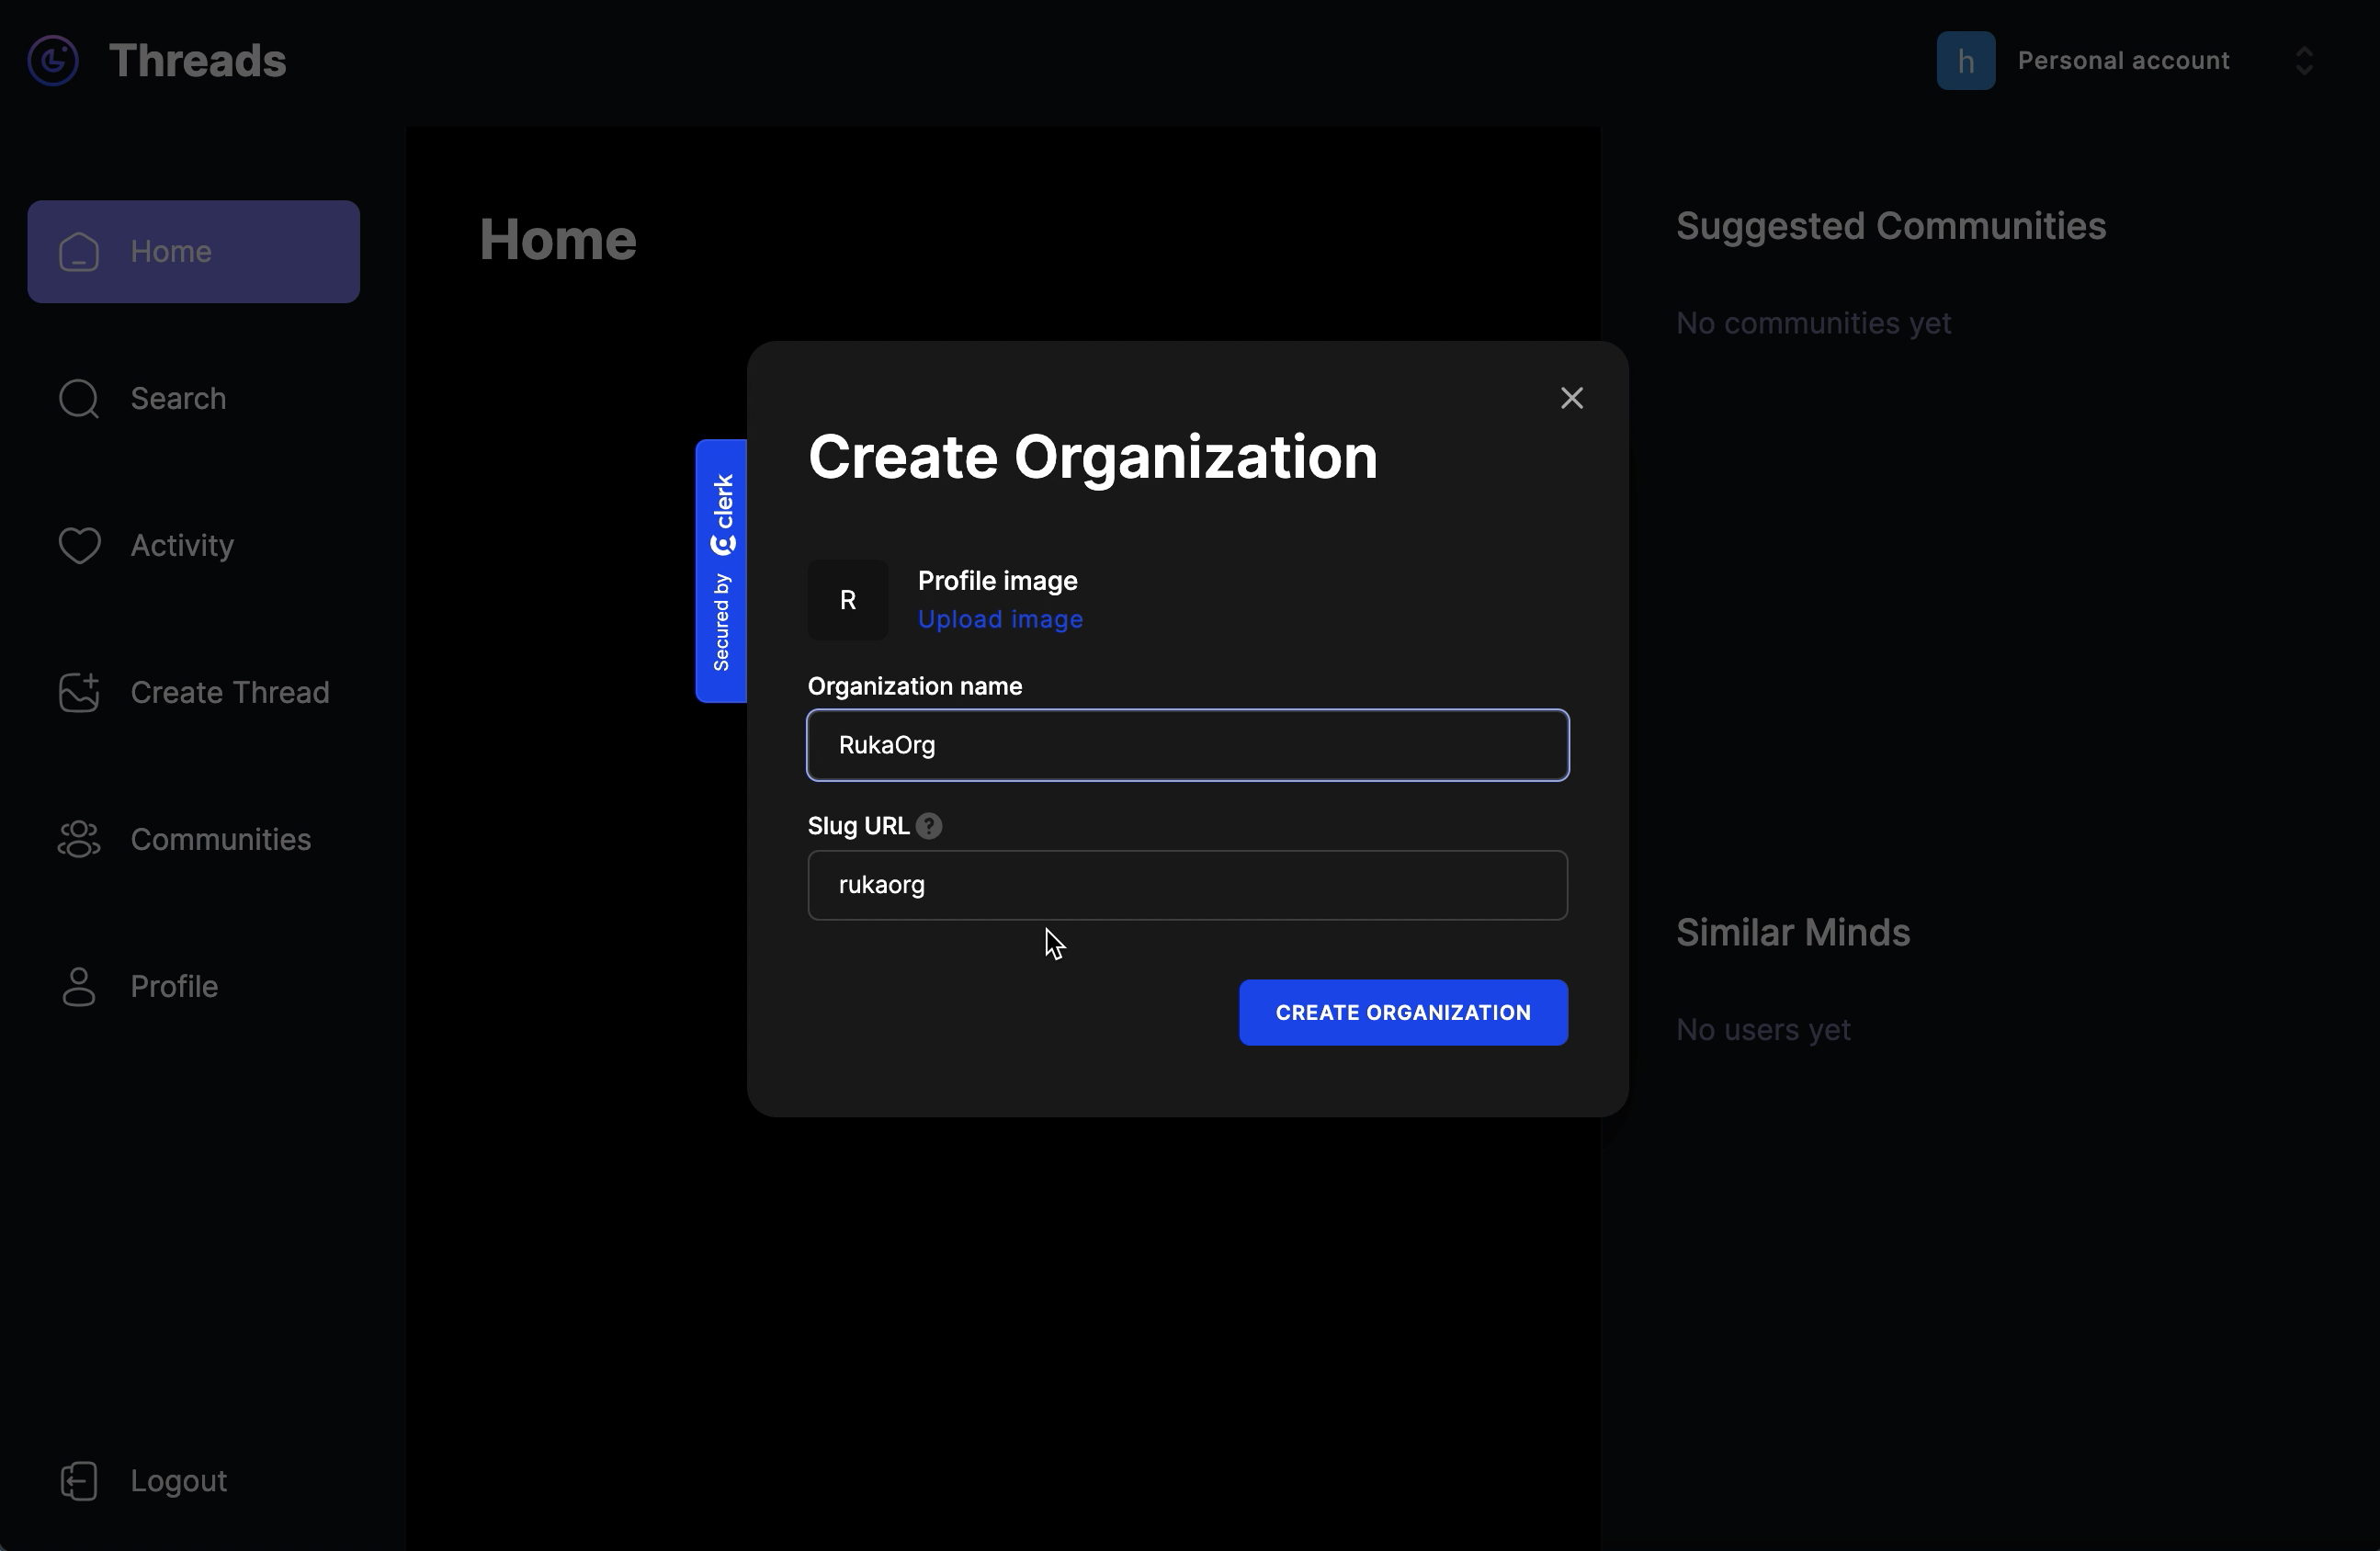 Threads
h
Personal account
Home
Search
Activity
Create Thread
Communities
Profile
Logout
Home
Suggested Communities
No communities yet
Similar Minds
No users yet
Secured by clerk
Create Organization
R
Profile image
Upload image
Organization name
RukaOrg
Slug URL ?
rukaorg
CREATE ORGANIZATION